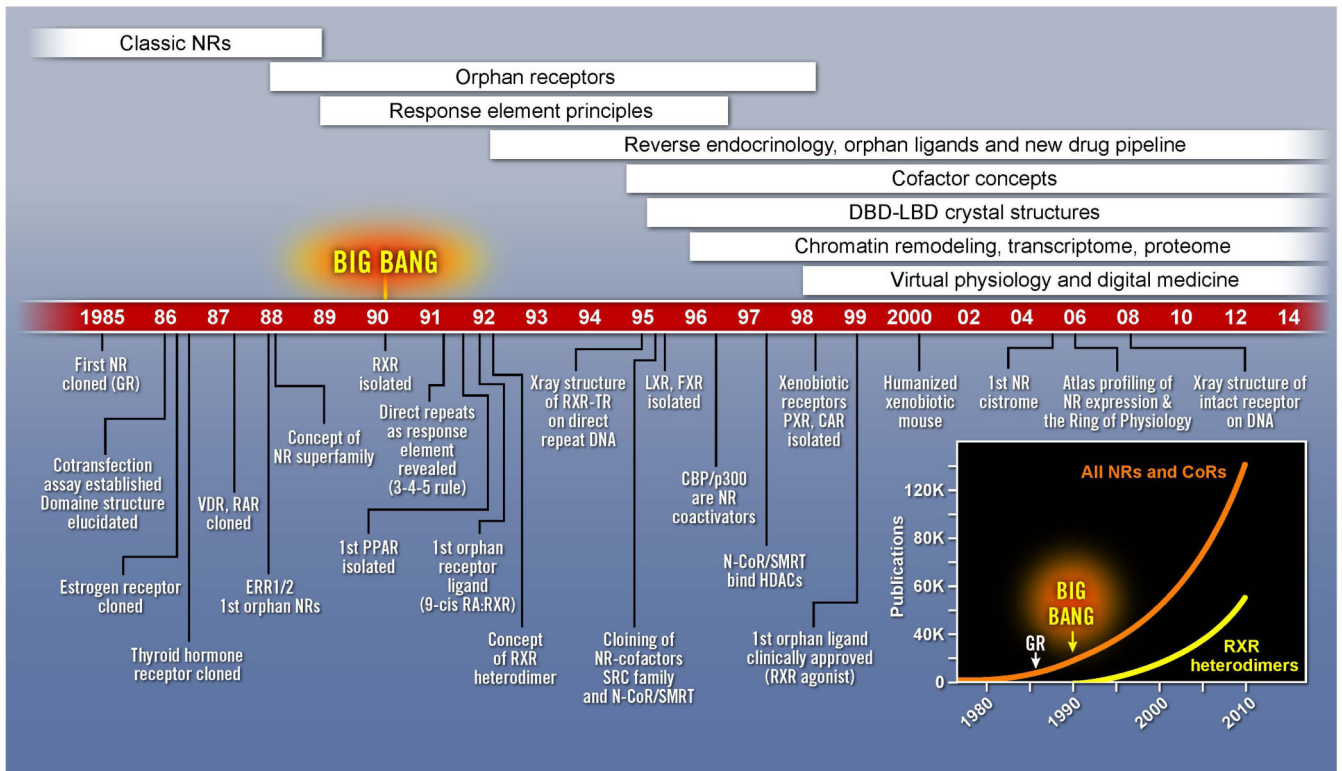 Classic NRs
Orphan receptors
Response element principles
Reverse endocrinology, orphan ligands and new drug pipeline
Cofactor concepts
DBD-LBD crystal structures
Chromatin remodeling, transcriptome, proteome
Virtual physiology and digital medicine
BIG BANG
1985 86 87 88 89 90 91 92 93 94 95 96 97 98 99 2000 02 04 06 08 10 12 14
First NR
cloned (GR)
Cotransfection
assay established
Domaine structure
elucidated
Estrogen receptor
cloned
Thyroid hormone
receptor cloned
VDR, RAR
cloned
ERR1/2
1st orphan NRs
Concept of
NR superfamily
RXR
isolated
Direct repeats
as response
element
revealed
(3-4-5 rule)
1st PPAR
isolated
1st orphan
receptor
ligand
(9-cis RA:RXR)
Concept
of RXR
heterodimer
Xray structure
of RXR-TR
on direct
repeat DNA
Cloining of
NR-cofactors
SRC family
and N-CoR/SMRT
LXR, FXR
isolated
CBP/p300
are NR
coactivators
N-CoR/SMRT
bind HDACs
Xenobiotic
receptors
PXR, CAR
isolated
1st orphan ligand
clinically approved
(RXR agonist)
Humanized
xenobiotic
mouse
1st NR
cistrome
Atlas profiling of
NR expression &
the Ring of Physiology
Xray structure of
intact receptor
on DNA
All NRs and CoRs
Publications
120K
80K
60K
40K
0
GR
BIG
BANG
RXR
heterodimers
1980
1990
2000
2010